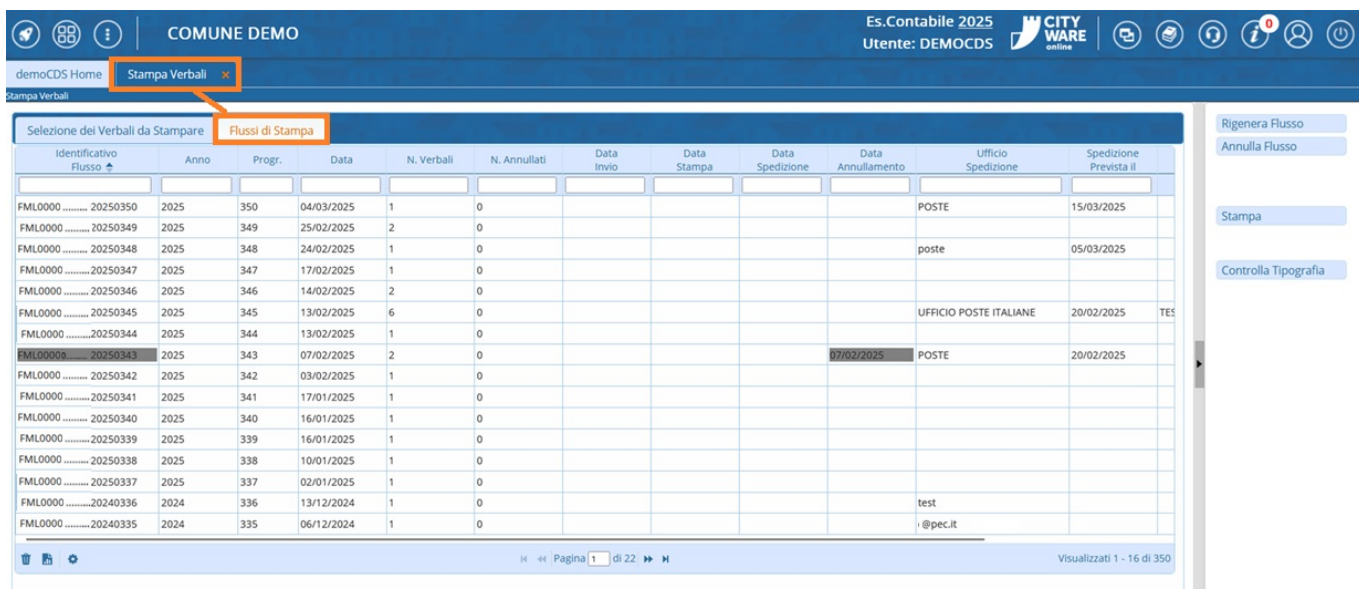 COMUNE DEMO
Es.Contabile 2025
Utente: DEMOCDS
CITY
WARE
online
0
demoCDS Home Stampa Verbali ×
Stampa Verbali
Selezione dei Verbali da Stampare Flussi di Stampa
Identificativo Flusso Anno Progr. Data N. Verbali N. Annullati Data Invio Data Stampa Data Spedizione Data Annullamento Ufficio Spedizione Spedizione Prevista il
FML0000 ......... 20250350 2025 350 04/03/2025 1 0 POSTE 15/03/2025
FML0000 ......... 20250349 2025 349 25/02/2025 2 0
FML0000 ......... 20250348 2025 348 24/02/2025 1 0 poste 05/03/2025
FML0000 ......... 20250347 2025 347 17/02/2025 1 0
FML0000 ......... 20250346 2025 346 14/02/2025 2 0
FML0000 ......... 20250345 2025 345 13/02/2025 6 0 UFFICIO POSTE ITALIANE 20/02/2025 TES
FML0000 .........20250344 2025 344 13/02/2025 1 0
FML00000......... 20250343 2025 343 07/02/2025 2 0 07/02/2025 POSTE 20/02/2025
FML0000 ......... 20250342 2025 342 03/02/2025 1 0
FML0000 .........20250341 2025 341 17/01/2025 1 0
FML0000 ......... 20250340 2025 340 16/01/2025 1 0
FML0000 .........20250339 2025 339 16/01/2025 1 0
FML0000 ......... 20250338 2025 338 10/01/2025 1 0
FML0000 ......... 20250337 2025 337 02/01/2025 1 0
FML0000 .........20240336 2024 336 13/12/2024 1 0 test
FML0000 ......... 20240335 2024 335 06/12/2024 1 0 @pec.it
Pagina 1 di 22
Visualizzati 1 - 16 di 350
Rigenera Flusso
Annulla Flusso
Stampa
Controlla Tipografia